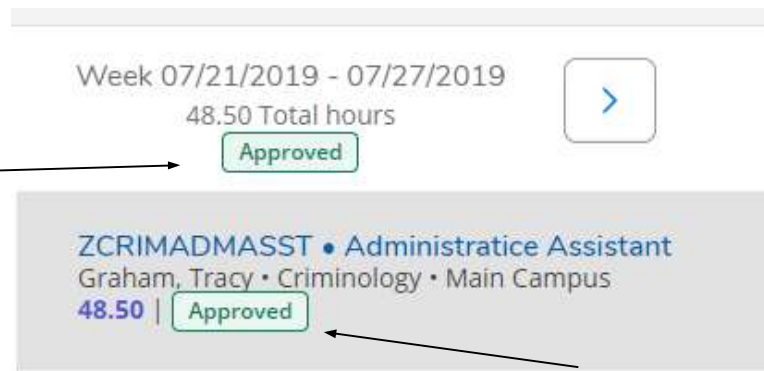 Week 07/21/2019 - 07/27/2019
48.50 Total hours
Approved
ZCRIMADMASST • Administratice Assistant
Graham, Tracy • Criminology • Main Campus
48.50 | Approved